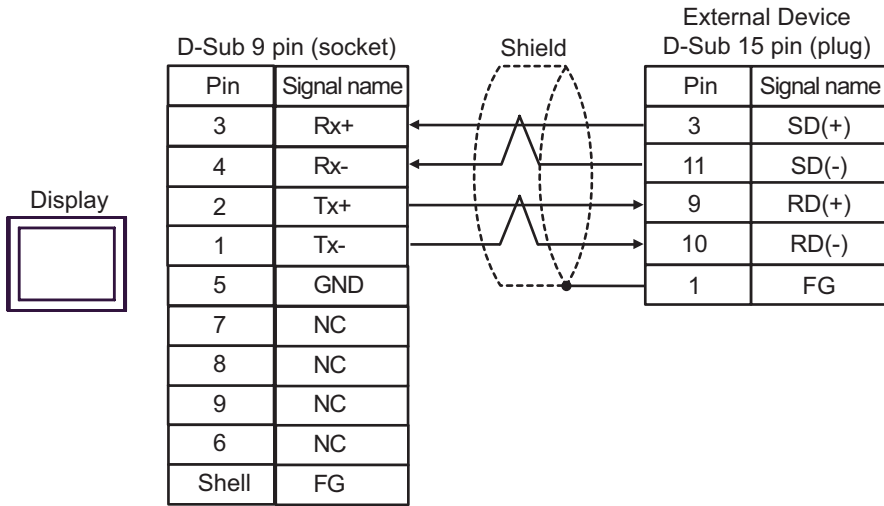 External Device
D-Sub 9 pin (socket) Shield D-Sub 15 pin (plug)
Pin Signal name Pin Signal name
3 Rx+ 3 SD(+)
4 Rx- 11 SD(-)
Display 2 Tx+ 9 RD(+)
1 Tx- 10 RD(-)
5 GND 1 FG
7 NC
8 NC
9 NC
6 NC
Shell FG